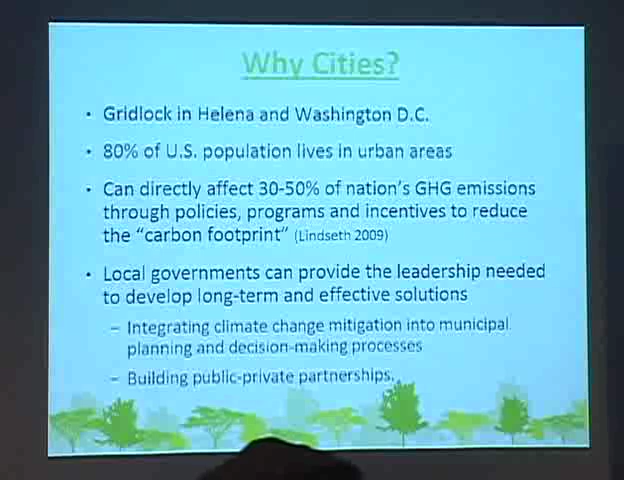 Why Cities?
• Gridlock in Helena and Washington D.C.
• 80% of U.S. population lives in urban areas
• Can directly affect 30-50% of nation's GHG emissions
through policies, programs and incentives to reduce
the "carbon footprint" (Lindseth 2009)
• Local governments can provide the leadership needed
to develop long-term and effective solutions
– Integrating climate change mitigation into municipal
planning and decision-making processes
– Building public-private partnerships.